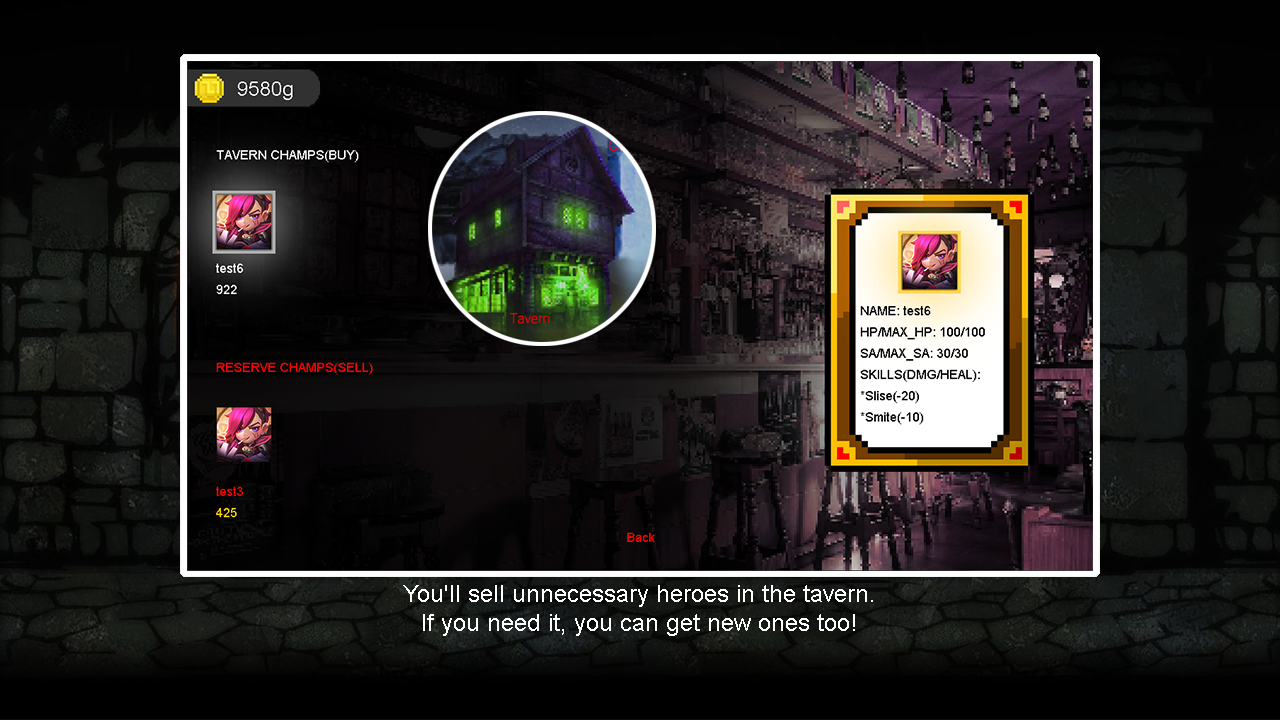 9580g
TAVERN CHAMPS(BUY)
test6
922
Tavern
RESERVE CHAMPS(SELL)
test3
425
NAME: test6
HP/MAX_HP: 100/100
SA/MAX_SA: 30/30
SKILLS(DMG/HEAL):
*Slise(-20)
*Smite(-10)
Back
You'll sell unnecessary heroes in the tavern.
If you need it, you can get new ones too!